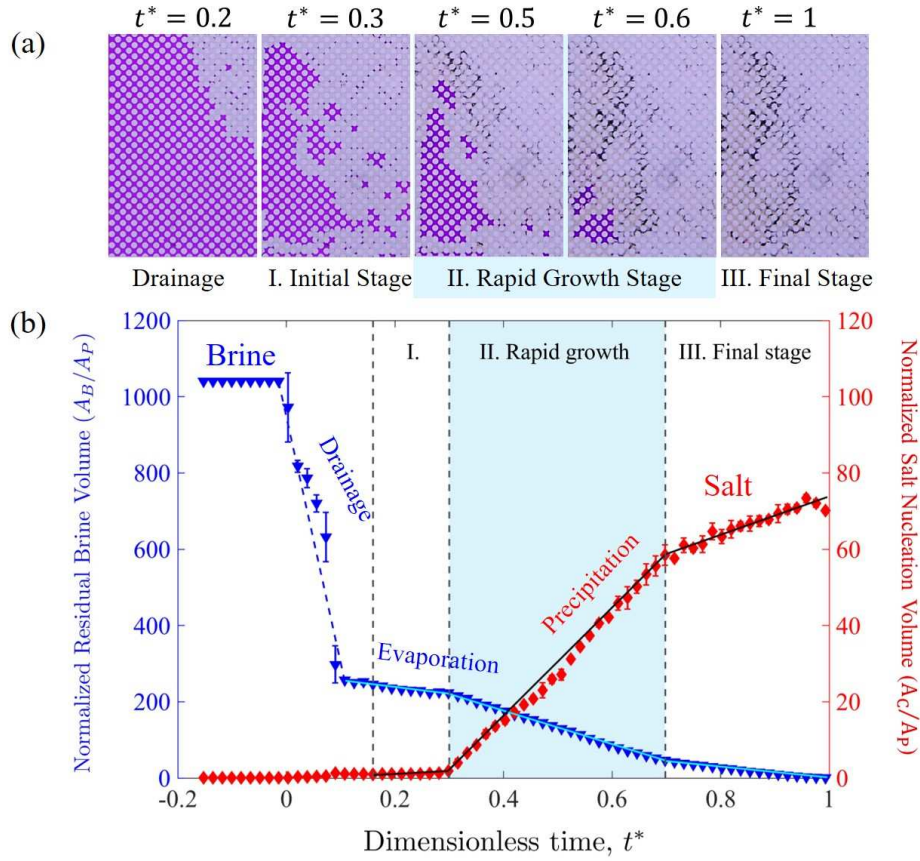 (a)
t* = 0.2 t* = 0.3 t* = 0.5 t* = 0.6 t* = 1
Drainage I. Initial Stage II. Rapid Growth Stage III. Final Stage
(b)
Normalized Residual Brine Volume (A_B/A_P)
1200
1000
800
600
400
200
0
Brine
Drainage
Evaporation
I.
II. Rapid growth
III. Final stage
Precipitation
Salt
120
100
80
60
40
20
0
Normalized Salt Nucleation Volume (A_C/A_P)
-0.2 0 0.2 0.4 0.6 0.8 1
Dimensionless time, t*